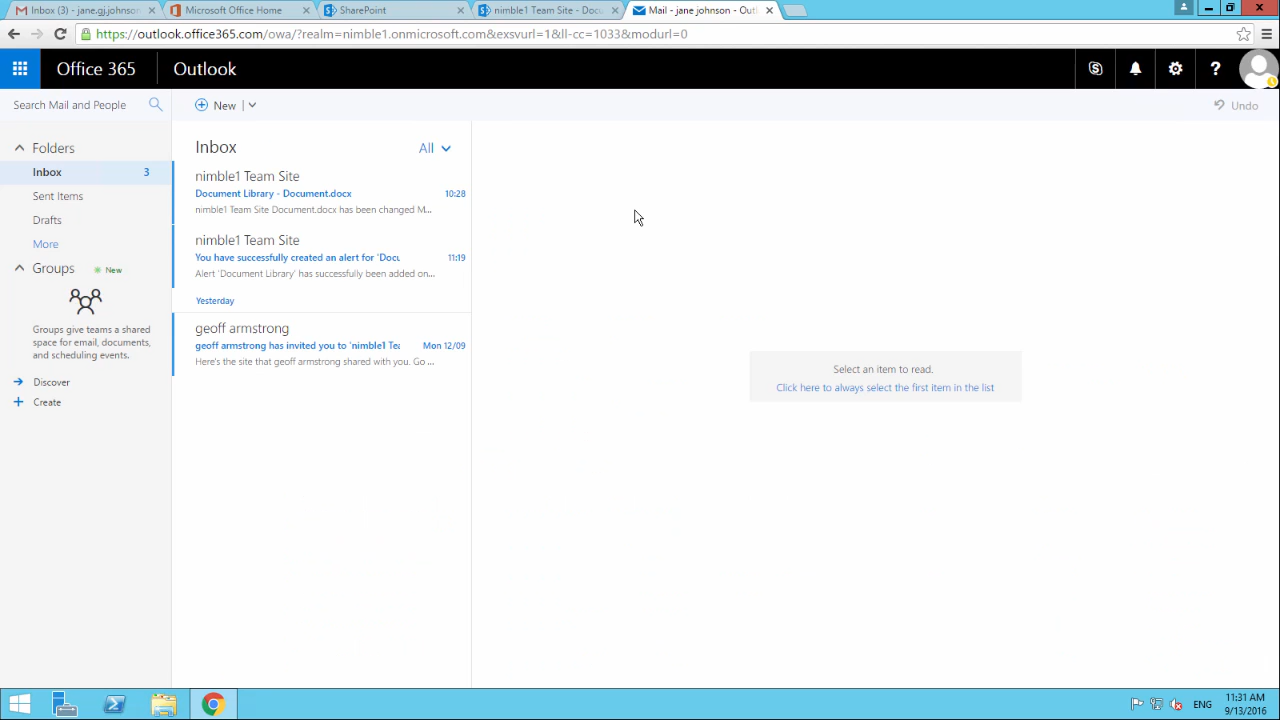 Inbox (3) - jane.gj.johnson
Microsoft Office Home
SharePoint
nimble1 Team Site - Docu
Mail - jane johnson - Outl
https://outlook.office365.com/owa/?realm=nimble1.onmicrosoft.com&exsvurl=1&ll-cc=1033&modurl=0
Office 365
Outlook
Search Mail and People
New
Undo
Folders
Inbox 3
Sent Items
Drafts
More
Groups New
Groups give teams a shared
space for email, documents,
and scheduling events.
Discover
Create
Inbox
All
nimble1 Team Site
Document Library - Document.docx 10:28
nimble1 Team Site Document.docx has been changed M...
nimble1 Team Site
You have successfully created an alert for 'Docu 11:19
Alert 'Document Library' has successfully been added on...
Yesterday
geoff armstrong
geoff armstrong has invited you to 'nimble1 Tea Mon 12/09
Here's the site that geoff armstrong shared with you. Go ...
Select an item to read.
Click here to always select the first item in the list
ENG
11:31 AM
9/13/2016